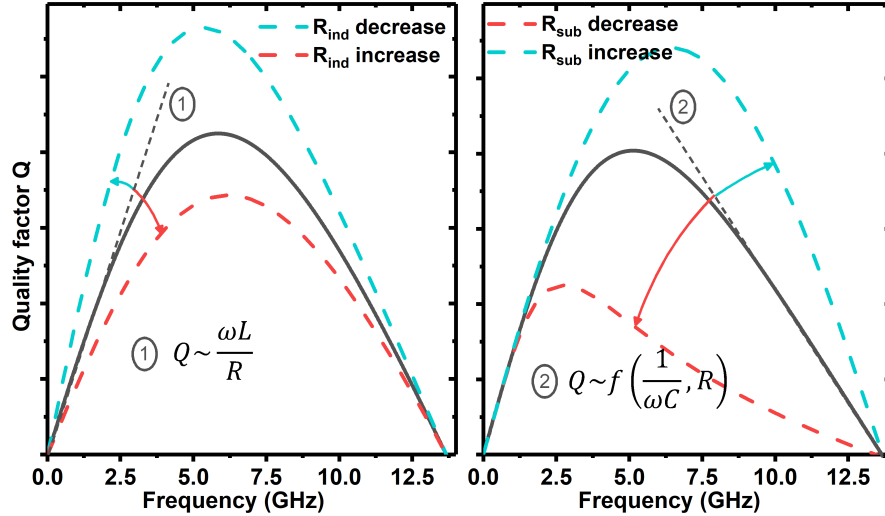 Quality factor Q
R_ind decrease
R_ind increase
1
1 Q~ωL/R
0.0 2.5 5.0 7.5 10.0 12.5
Frequency (GHz)
R_sub decrease
R_sub increase
2
2 Q~f(1/ωC, R)
0.0 2.5 5.0 7.5 10.0 12.5
Frequency (GHz)